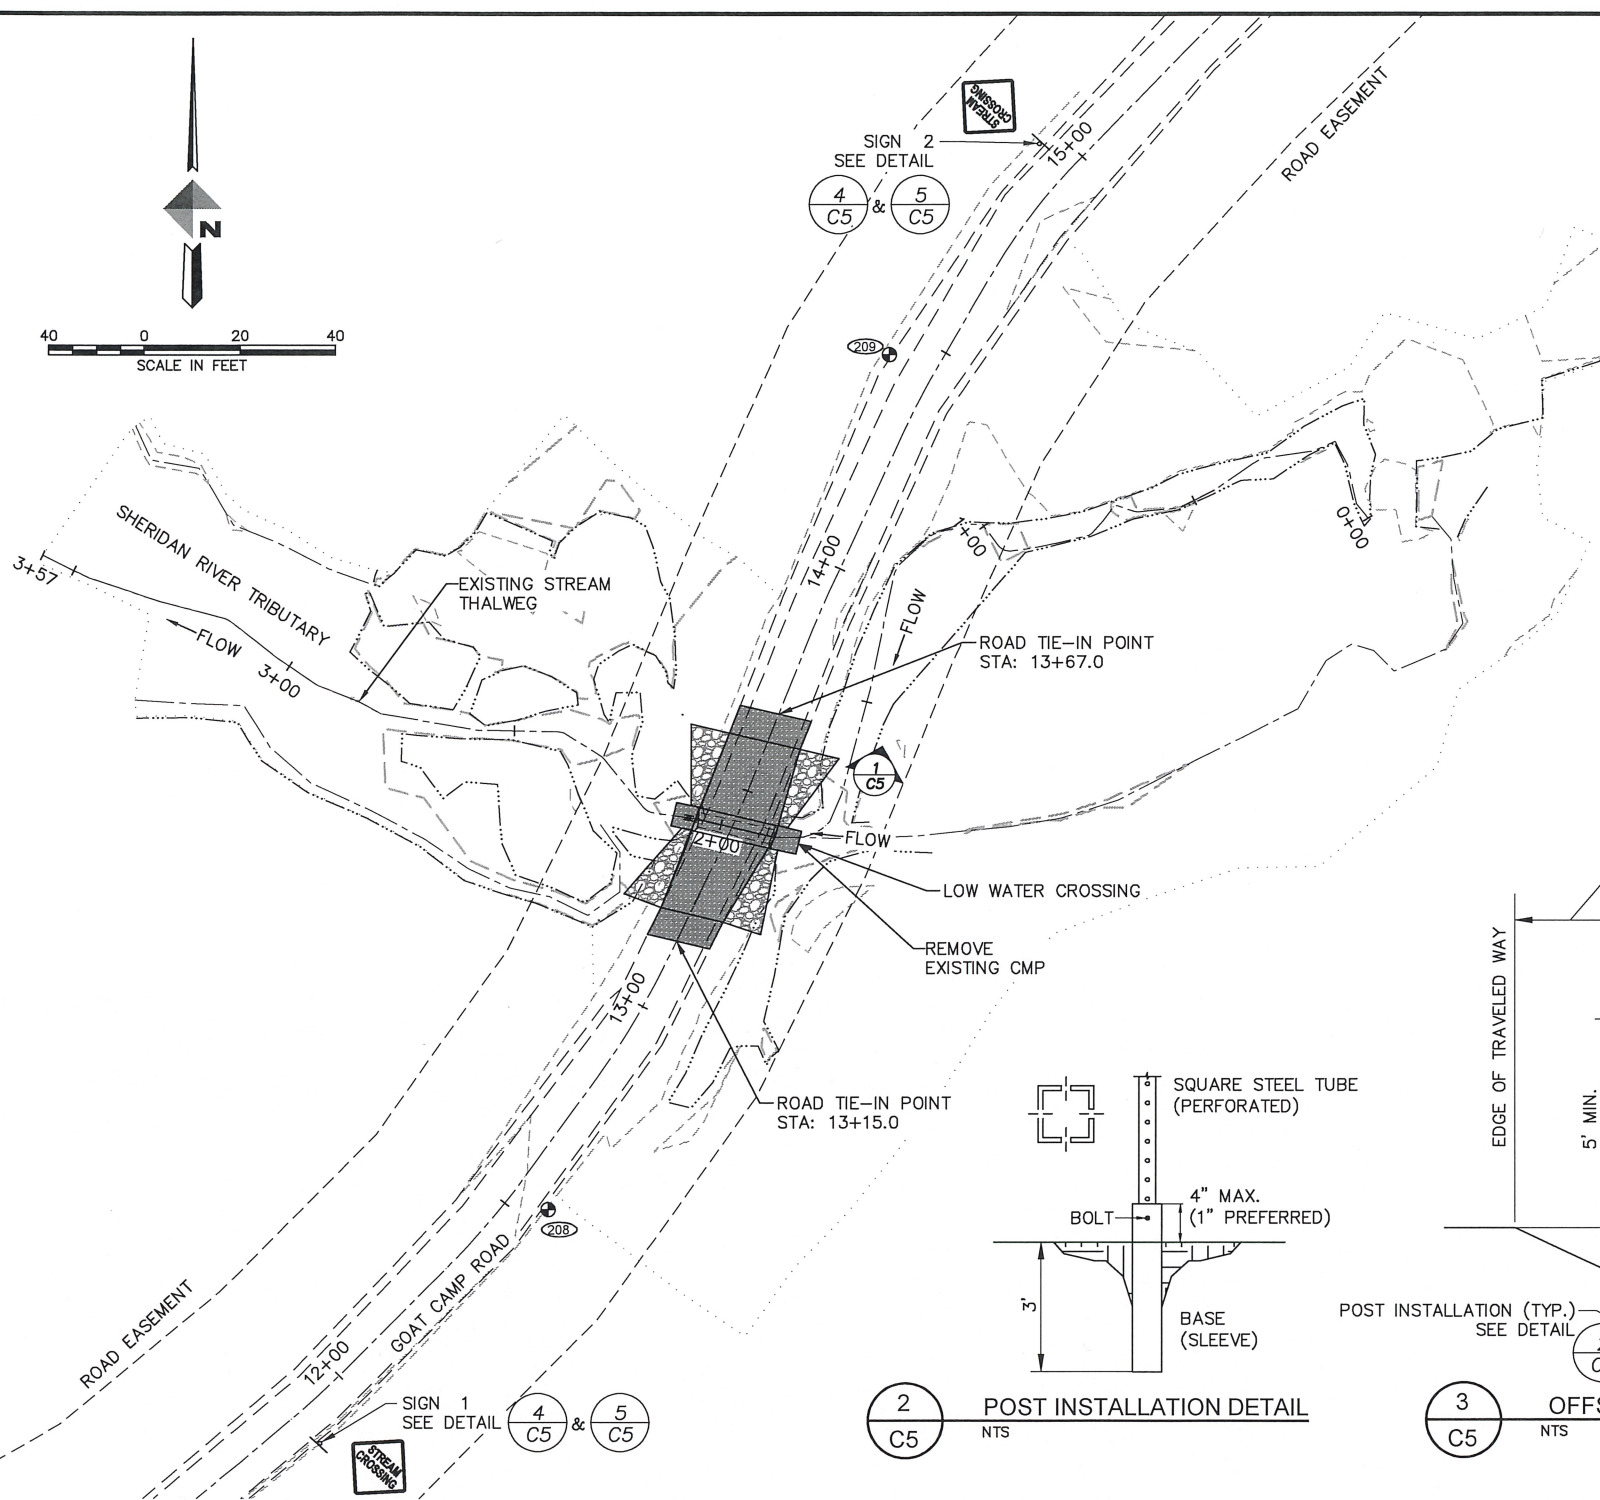 STREAM
CROSSING
SIGN 2
SEE DETAIL
4
C5
&
5
C5
15+00
ROAD EASEMENT
N
40 0 20 40
SCALE IN FEET
209
SHERIDAN RIVER TRIBUTARY
3+57
FLOW
3+00
EXISTING STREAM
THALWEG
14+00
FLOW
1+00
0+00
ROAD TIE-IN POINT
STA: 13+67.0
1
C5
2+00
FLOW
LOW WATER CROSSING
REMOVE
EXISTING CMP
13+00
ROAD TIE-IN POINT
STA: 13+15.0
208
GOAT CAMP ROAD
ROAD EASEMENT
12+00
SIGN 1
SEE DETAIL
4
C5
&
5
C5
STREAM
CROSSING
SQUARE STEEL TUBE
(PERFORATED)
4" MAX.
(1" PREFERRED)
BOLT
3'
BASE
(SLEEVE)
2
C5
POST INSTALLATION DETAIL
NTS
EDGE OF TRAVELED WAY
5' MIN.
POST INSTALLATION (TYP.)
SEE DETAIL
3
C5
OFFS
NTS